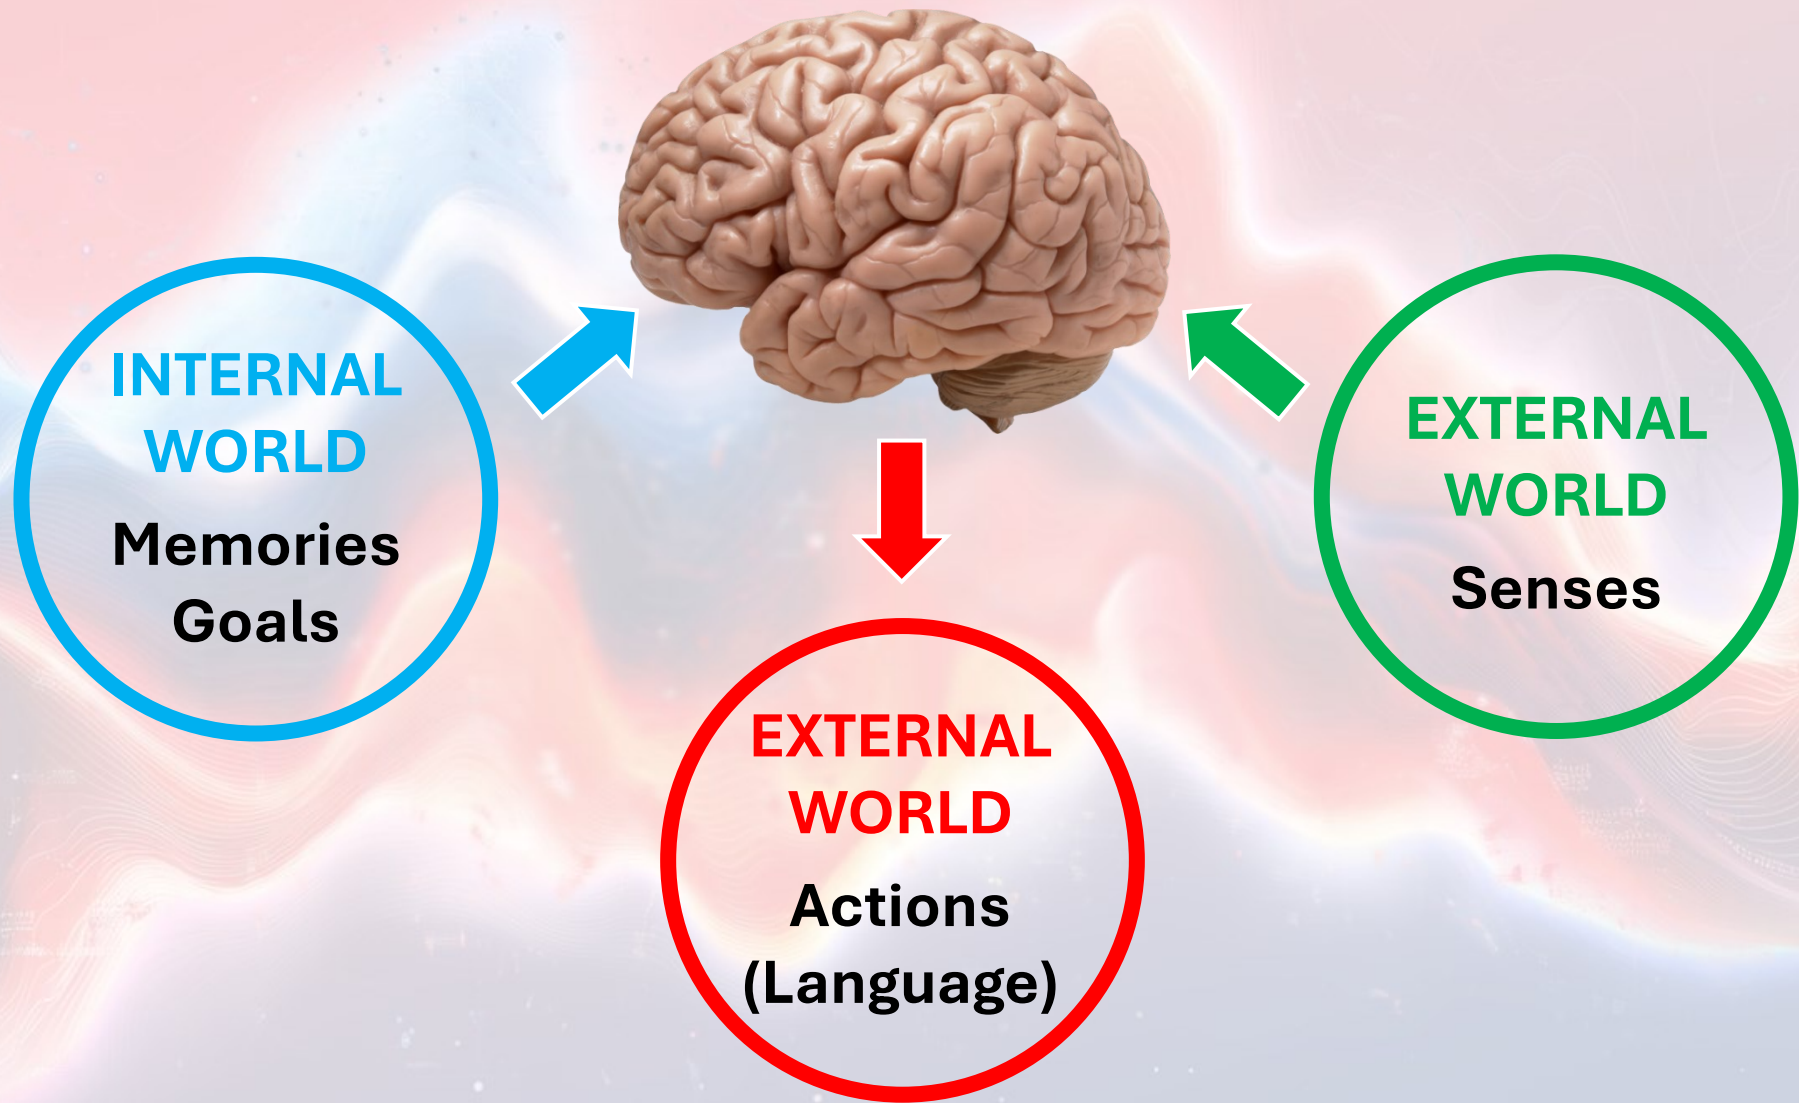 INTERNAL
WORLD
Memories
Goals
EXTERNAL
WORLD
Senses
EXTERNAL
WORLD
Actions
(Language)